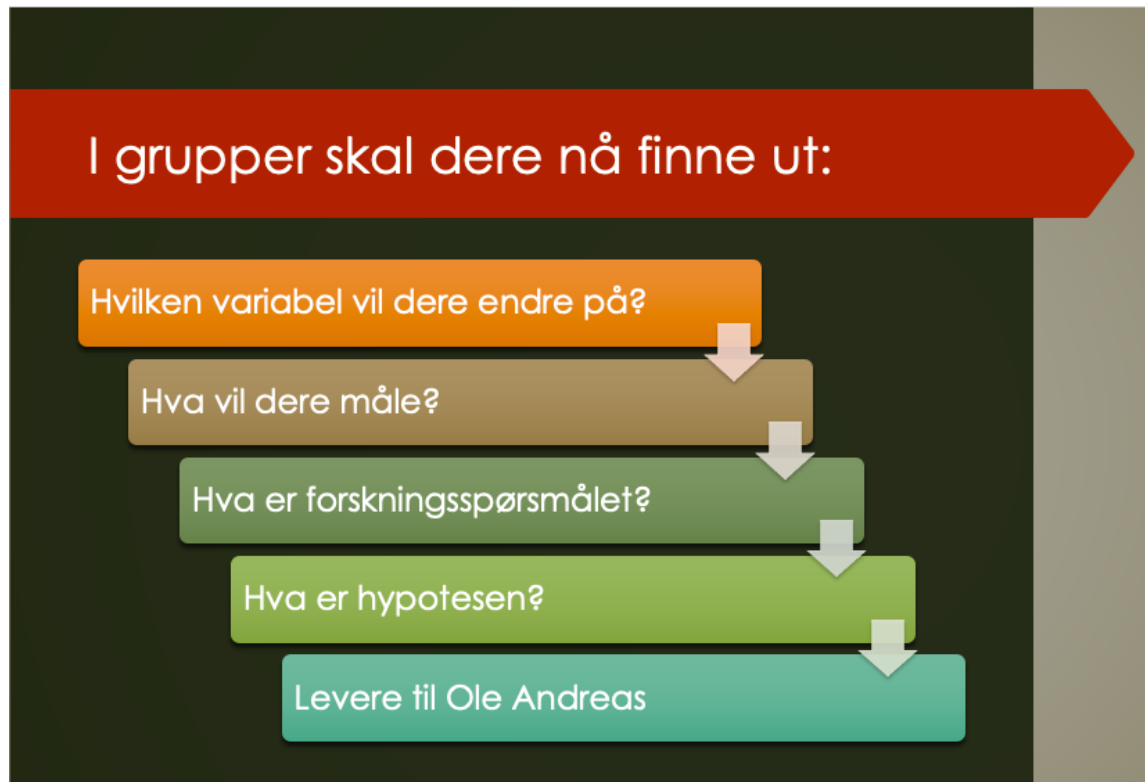 I grupper skal dere nå finne ut:
Hvilken variabel vil dere endre på?
Hva vil dere måle?
Hva er forskningsspørsmålet?
Hva er hypotesen?
Levere til Ole Andreas